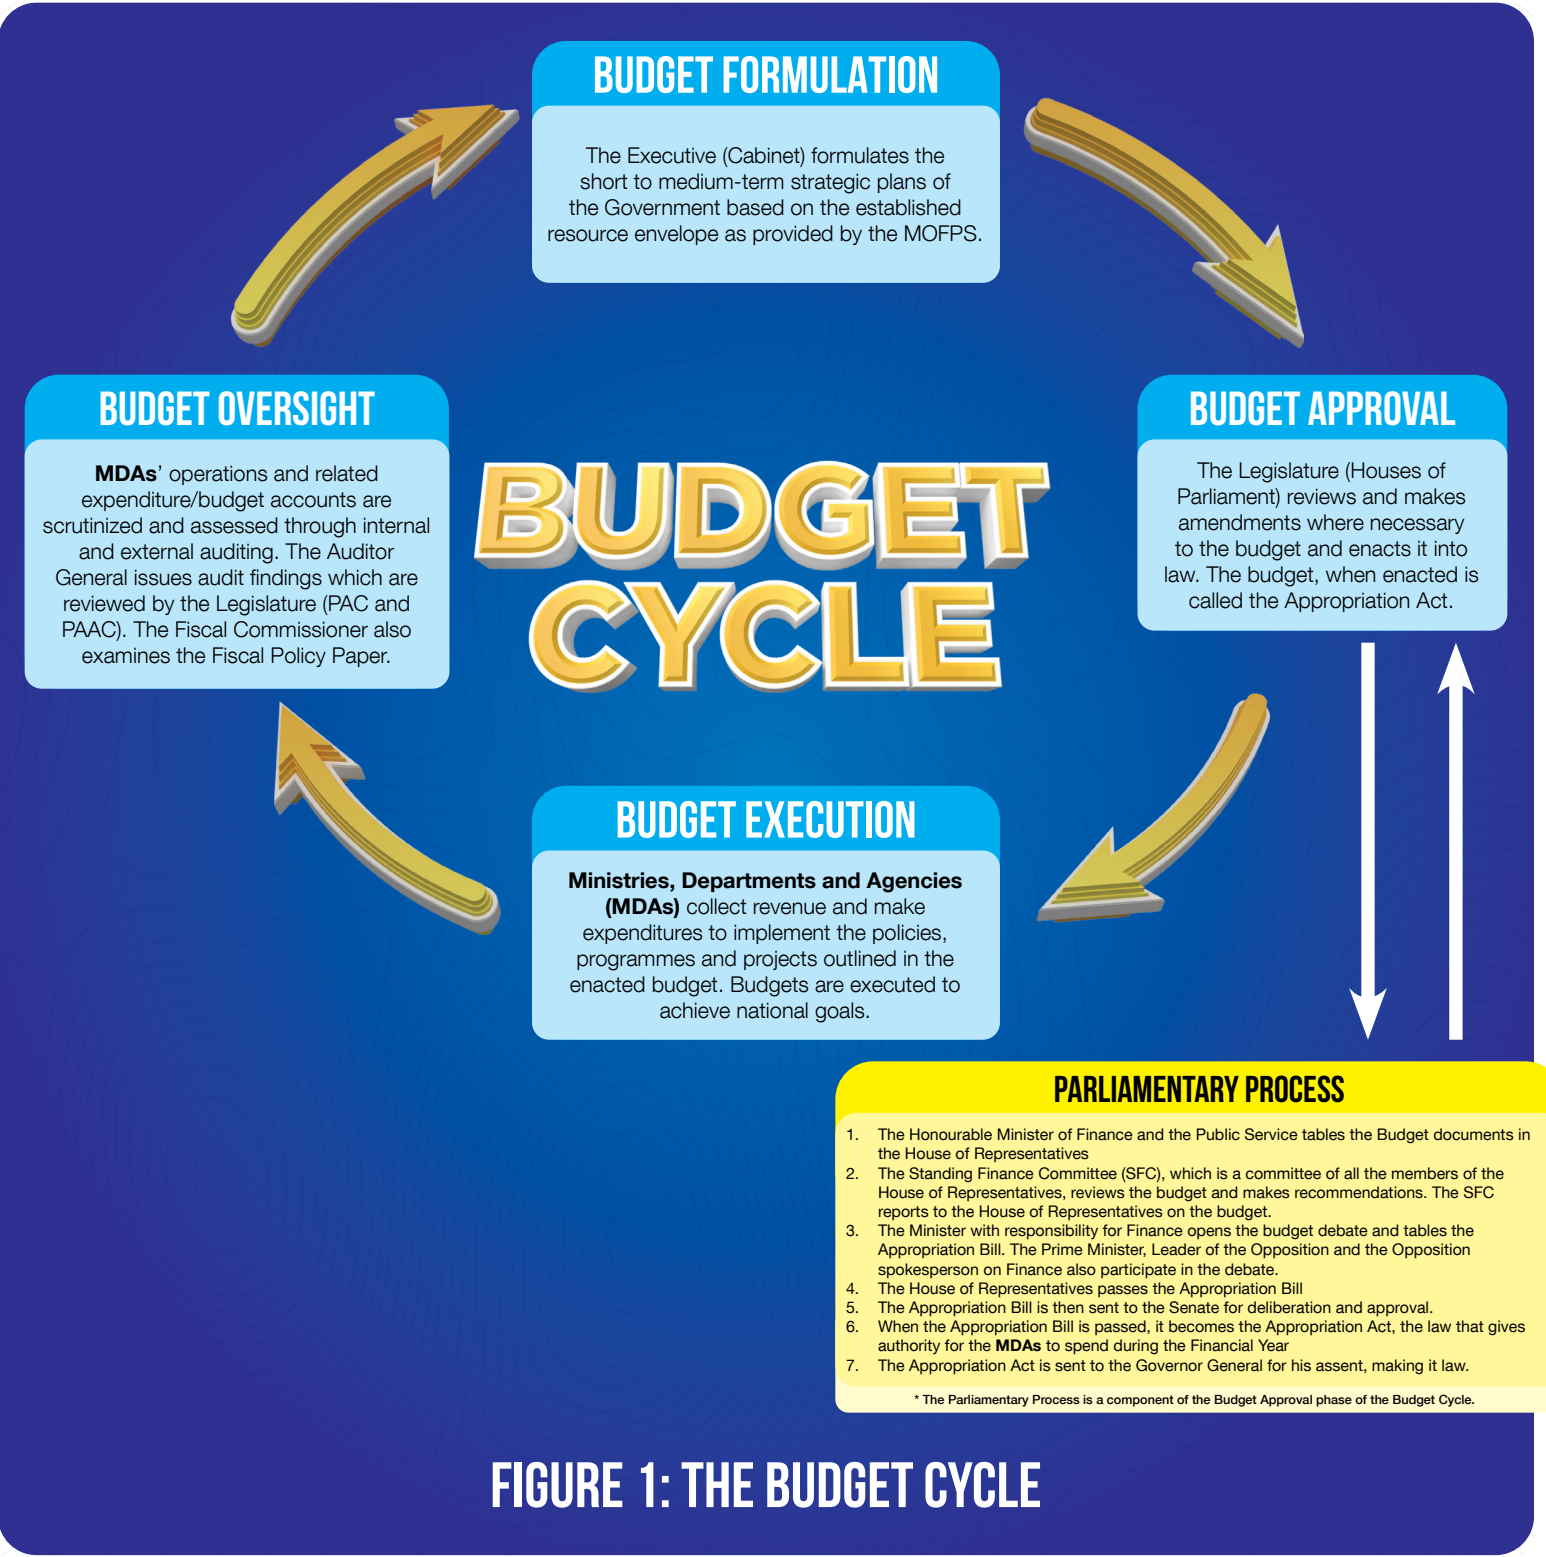 BUDGET FORMULATION
The Executive (Cabinet) formulates the
short to medium-term strategic plans of
the Government based on the established
resource envelope as provided by the MOFPS.
BUDGET OVERSIGHT
MDAs' operations and related
expenditure/budget accounts are
scrutinized and assessed through internal
and external auditing. The Auditor
General issues audit findings which are
reviewed by the Legislature (PAC and
PAAC). The Fiscal Commissioner also
examines the Fiscal Policy Paper.
BUDGET
CYCLE
BUDGET APPROVAL
The Legislature (Houses of
Parliament) reviews and makes
amendments where necessary
to the budget and enacts it into
law. The budget, when enacted is
called the Appropriation Act.
BUDGET EXECUTION
Ministries, Departments and Agencies
(MDAs) collect revenue and make
expenditures to implement the policies,
programmes and projects outlined in the
enacted budget. Budgets are executed to
achieve national goals.
PARLIAMENTARY PROCESS
1. The Honourable Minister of Finance and the Public Service tables the Budget documents in
the House of Representatives
2. The Standing Finance Committee (SFC), which is a committee of all the members of the
House of Representatives, reviews the budget and makes recommendations. The SFC
reports to the House of Representatives on the budget.
3. The Minister with responsibility for Finance opens the budget debate and tables the
Appropriation Bill. The Prime Minister, Leader of the Opposition and the Opposition
spokesperson on Finance also participate in the debate.
4. The House of Representatives passes the Appropriation Bill
5. The Appropriation Bill is then sent to the Senate for deliberation and approval.
6. When the Appropriation Bill is passed, it becomes the Appropriation Act, the law that gives
authority for the MDAs to spend during the Financial Year
7. The Appropriation Act is sent to the Governor General for his assent, making it law.
* The Parliamentary Process is a component of the Budget Approval phase of the Budget Cycle.
FIGURE 1: THE BUDGET CYCLE